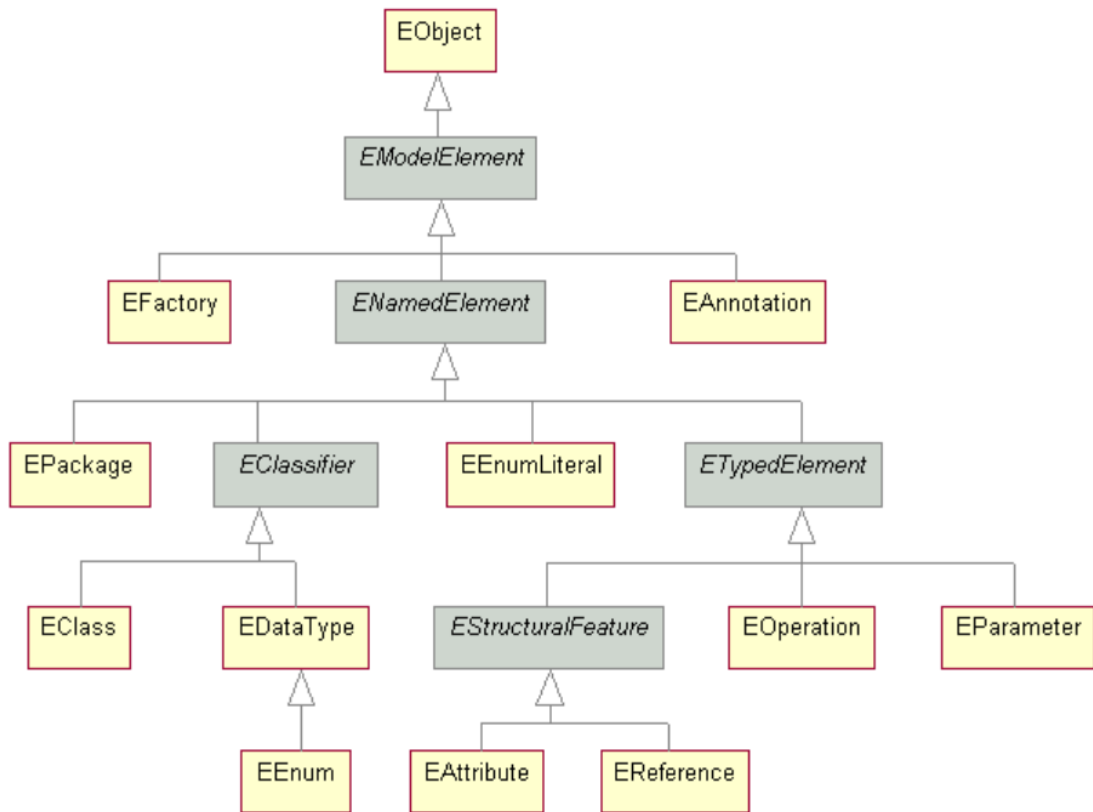 EObject
EModelElement
EFactory
ENamedElement
EAnnotation
EPackage
EClassifier
EEnumLiteral
ETypedElement
EClass
EDataType
EStructuralFeature
EOperation
EParameter
EEnum
EAttribute
EReference